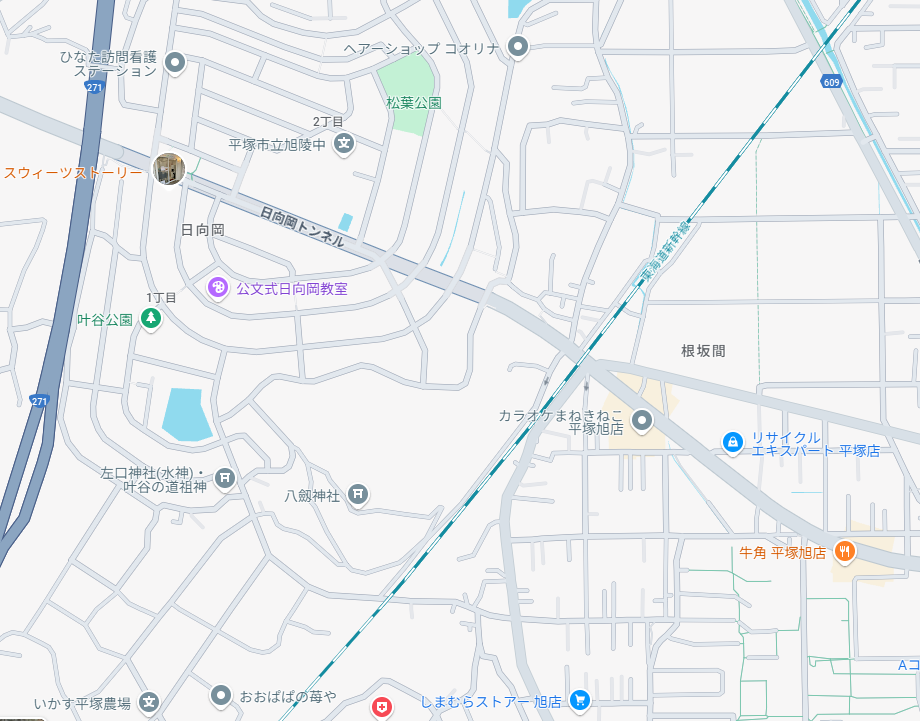 ひなた訪問看護
ステーション
ヘアーショップ コオリナ
271
609
松葉公園
2丁目
平塚市立旭陵中
スウィーツストーリー
日向岡トンネル
日向岡
東海道新幹線
公文式日向岡教室
1丁目
叶谷公園
根坂間
271
カラオケまねきねこ
平塚旭店
リサイクル
エキスパート 平塚店
左口神社(水神)・
叶谷の道祖神
八劔神社
牛角 平塚旭店
Aコ
いかす平塚農場
おおぱぱの苺や
しまむらストアー 旭店